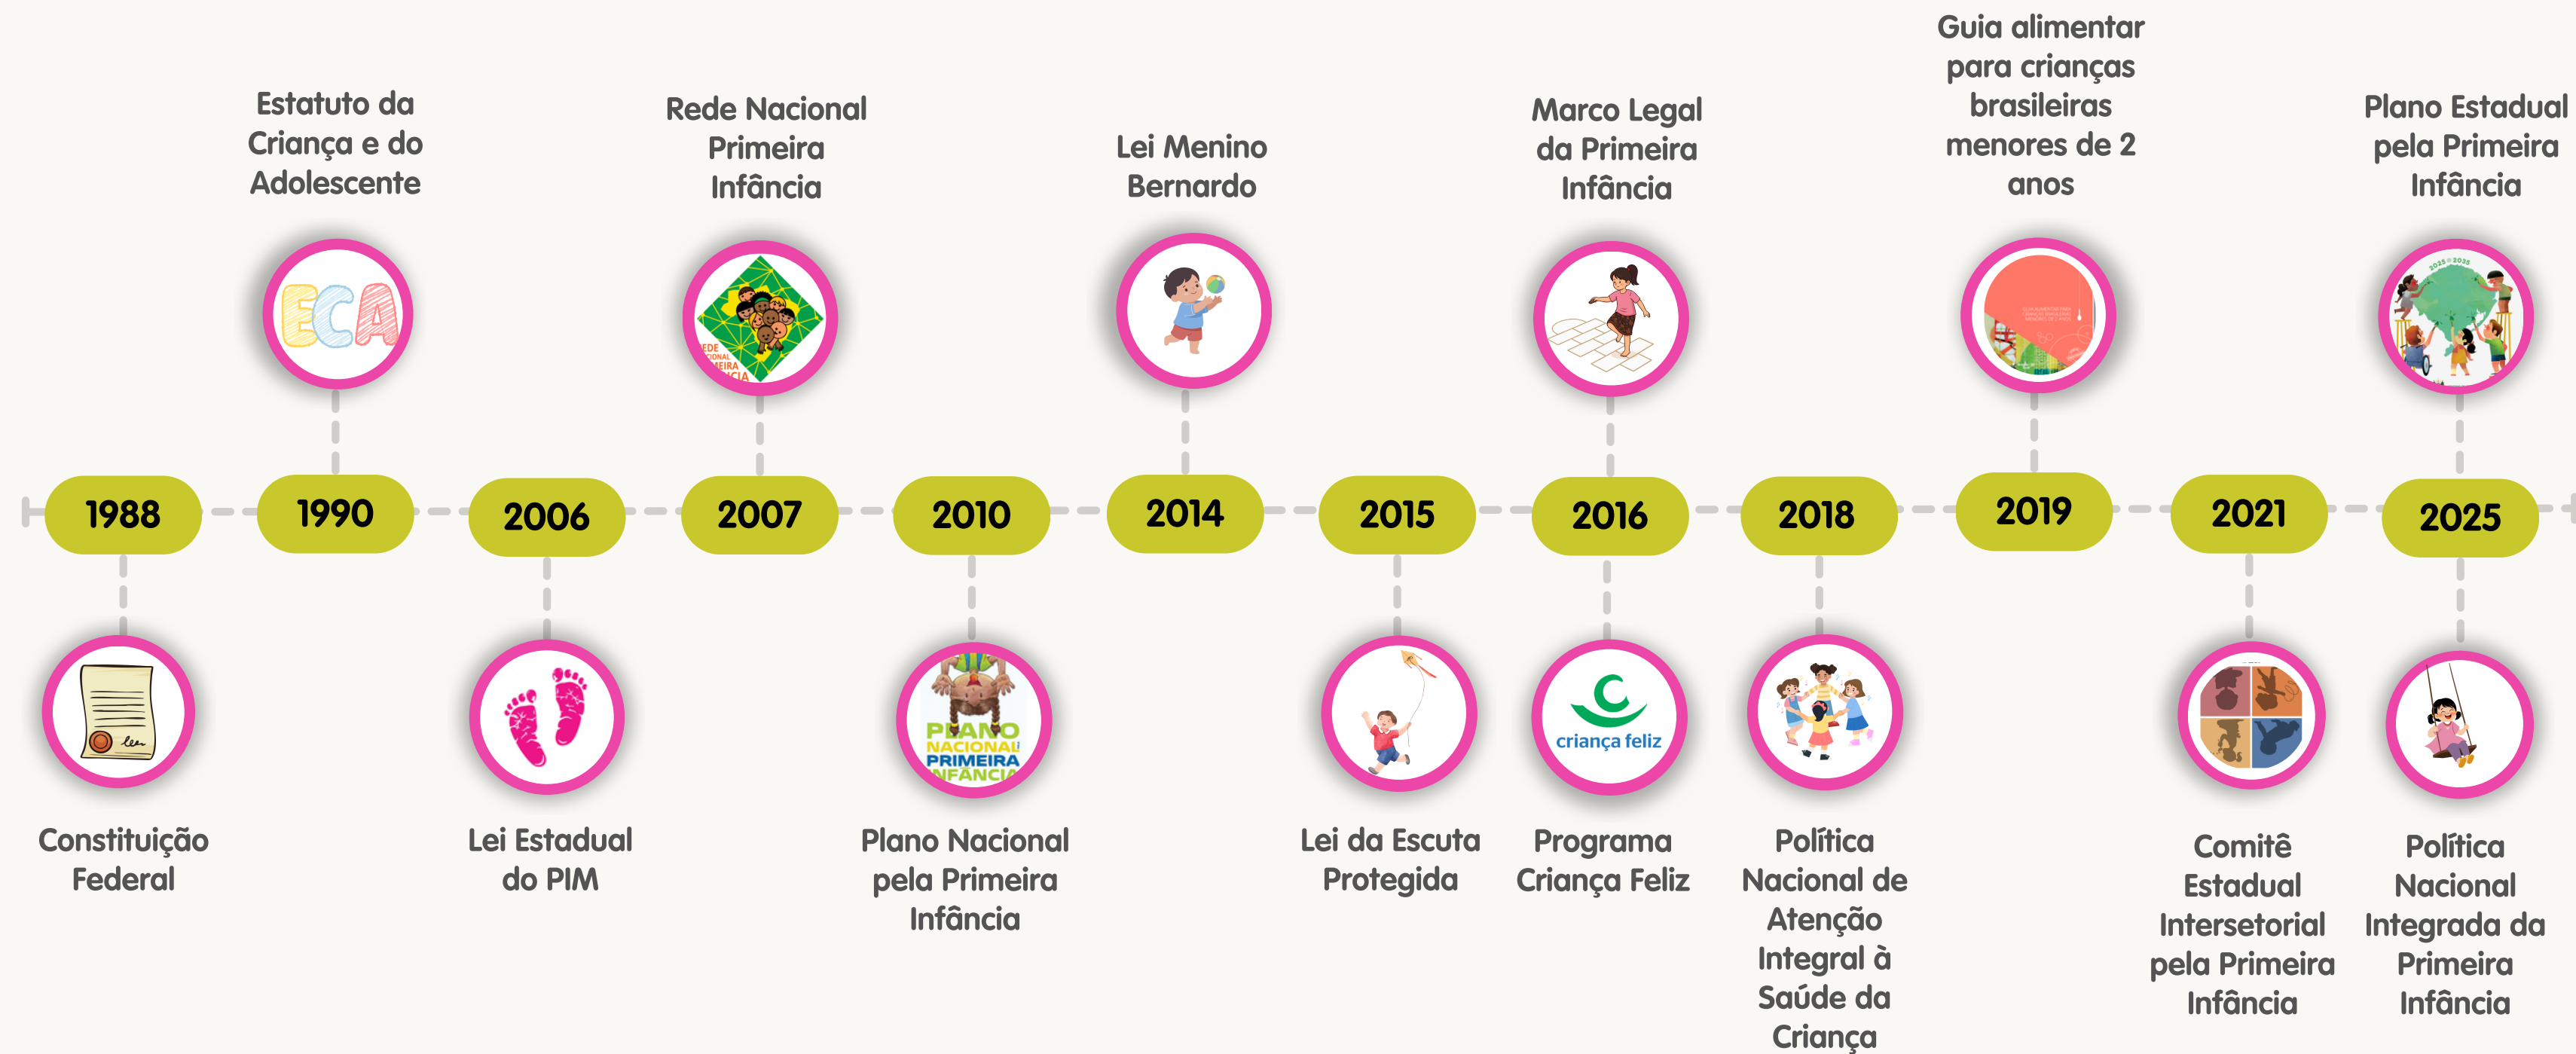 Guia alimentar
para crianças
brasileiras
menores de 2
anos
Estatuto da
Criança e do
Adolescente
Rede Nacional
Primeira
Infância
Lei Menino
Bernardo
Marco Legal
da Primeira
Infância
Plano Estadual
pela Primeira
Infância
ECA
2025
2035
1988
1990
2006
2007
2010
2014
2015
2016
2018
2019
2021
2025
PLANO
NACIONAL
PRIMEIRA
INFÂNCIA
criança feliz
Constituição
Federal
Lei Estadual
do PIM
Plano Nacional
pela Primeira
Infância
Lei da Escuta
Protegida
Programa
Criança Feliz
Política
Nacional de
Atenção
Integral à
Saúde da
Criança
Comitê
Estadual
Intersetorial
pela Primeira
Infância
Política
Nacional
Integrada da
Primeira
Infância